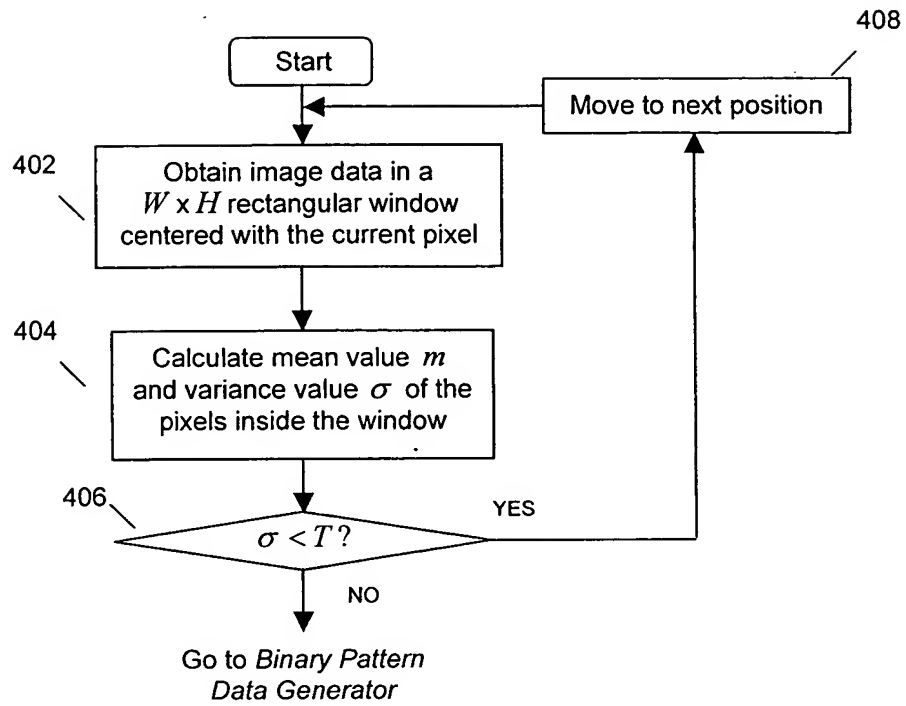 408
Start
Move to next position
402
Obtain image data in a
W x H rectangular window
centered with the current pixel
404
Calculate mean value m
and variance value σ of the
pixels inside the window
406
YES
σ < T ?
NO
Go to Binary Pattern
Data Generator